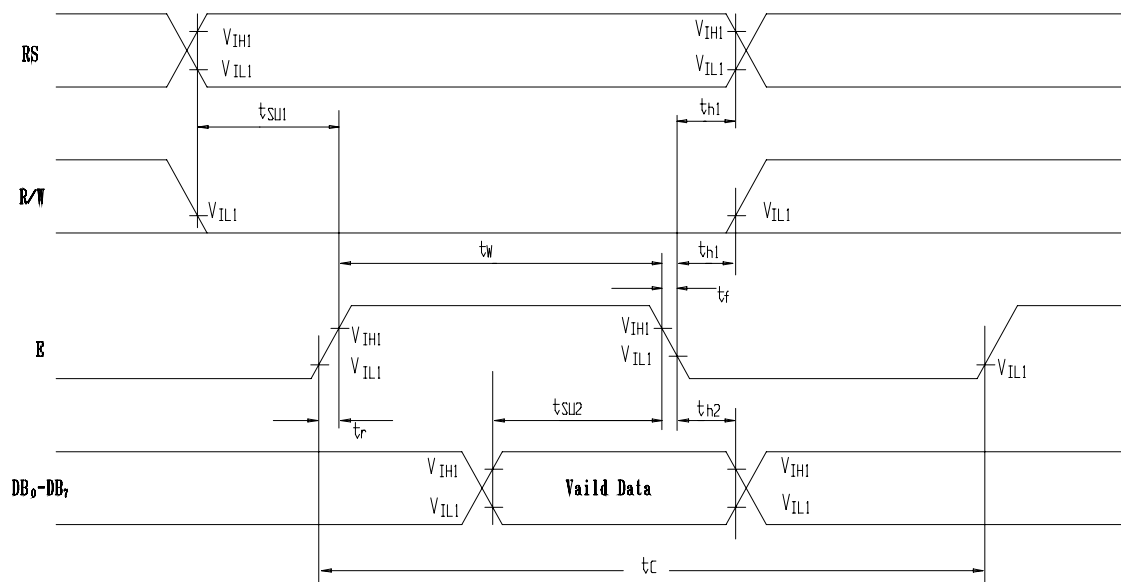 RS
VIH1
VIL1
VIH1
VIL1
tSU1
th1
R/W
VIL1
VIL1
tW
th1
tf
E
VIH1
VIL1
VIH1
VIL1
VIL1
tr
tSU2
th2
DB0-DB7
VIH1
VIL1
Vaild Data
VIH1
VIL1
tC